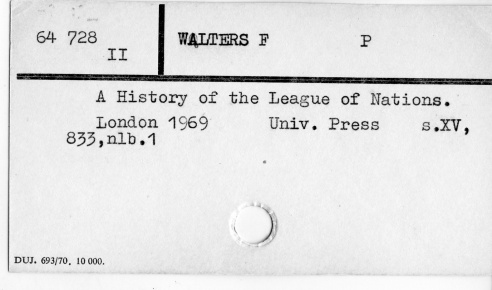 64 728 WALTERS F P
II
A History of the League of Nations.
London 1969 Univ. Press s.XV,
833,nlb.1
DUJ. 693/70. 10 000.